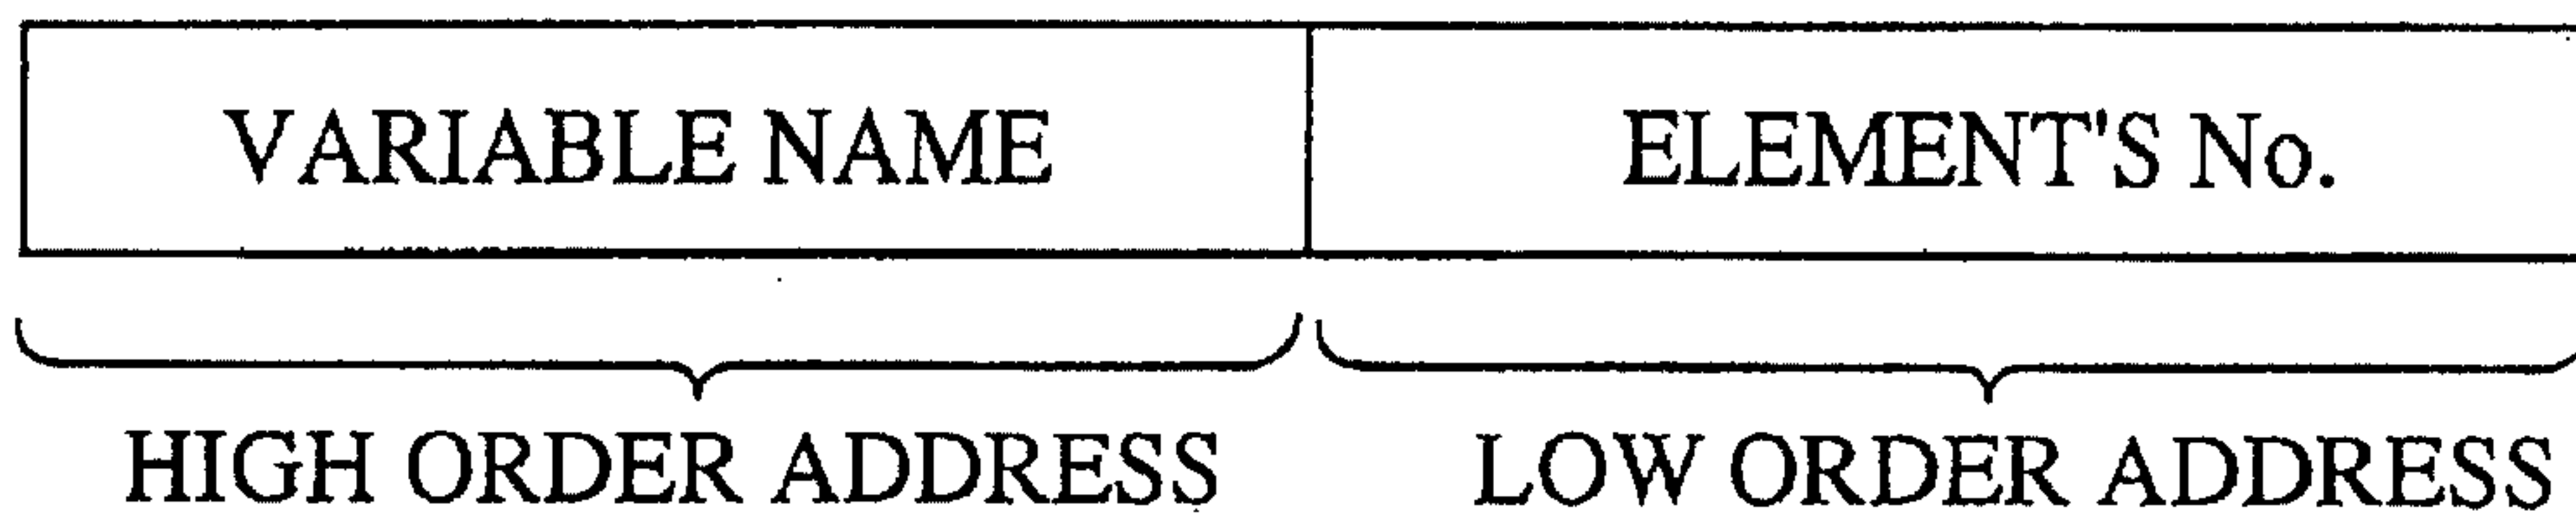 VARIABLE NAME ELEMENT'S No.
HIGH ORDER ADDRESS LOW ORDER ADDRESS